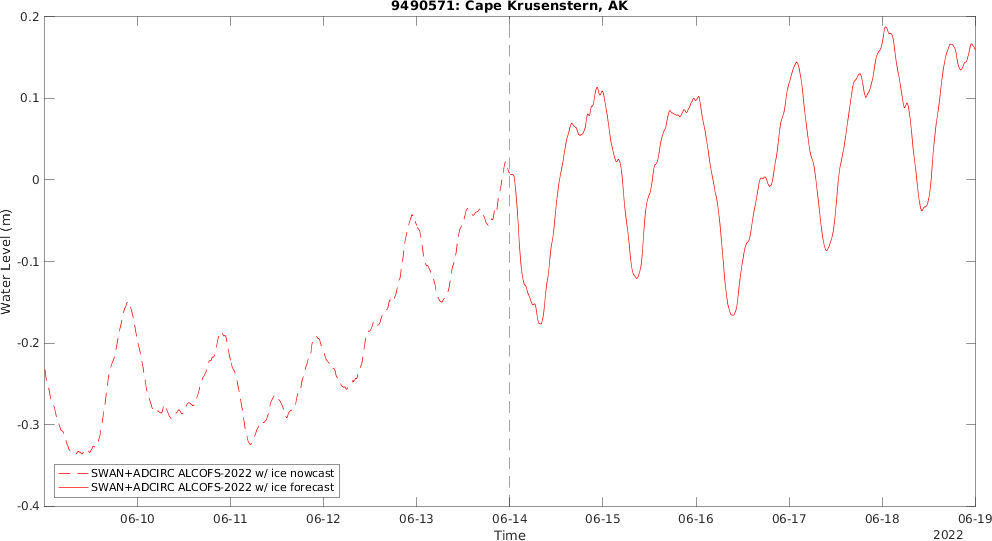 9490571: Cape Krusenstern, AK
0.2
0.1
0
-0.1
-0.2
-0.3
-0.4
Water Level (m)
SWAN+ADCIRC ALCOFS-2022 w/ ice nowcast
SWAN+ADCIRC ALCOFS-2022 w/ ice forecast
06-10 06-11 06-12 06-13 06-14 06-15 06-16 06-17 06-18 06-19
Time
2022